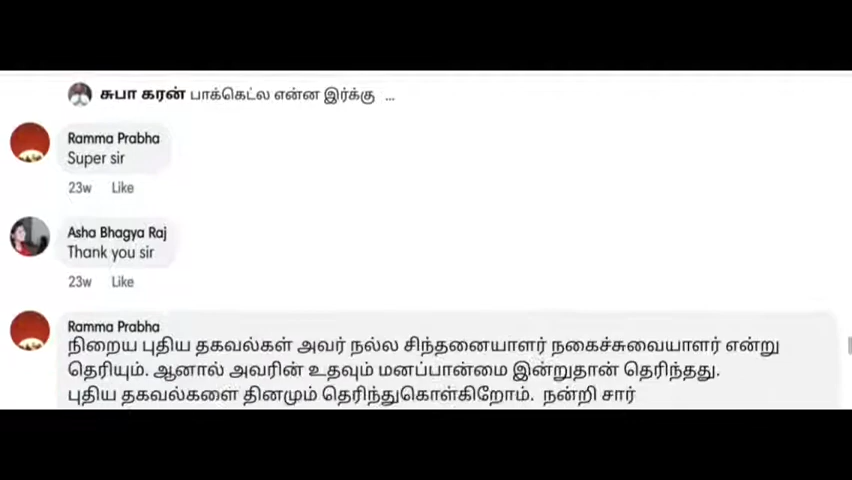 சுபா கரன் பாக்கெட்ல என்ன இர்க்கு ...
Ramma Prabha
Super sir
23w Like
Asha Bhagya Raj
Thank you sir
23w Like
Ramma Prabha
நிறைய புதிய தகவல்கள் அவர் நல்ல சிந்தனையாளர் நகைச்சுவையாளர் என்று
தெரியும். ஆனால் அவரின் உதவும் மனப்பான்மை இன்றுதான் தெரிந்தது.
புதிய தகவல்களை தினமும் தெரிந்துகொள்கிறோம். நன்றி சார்